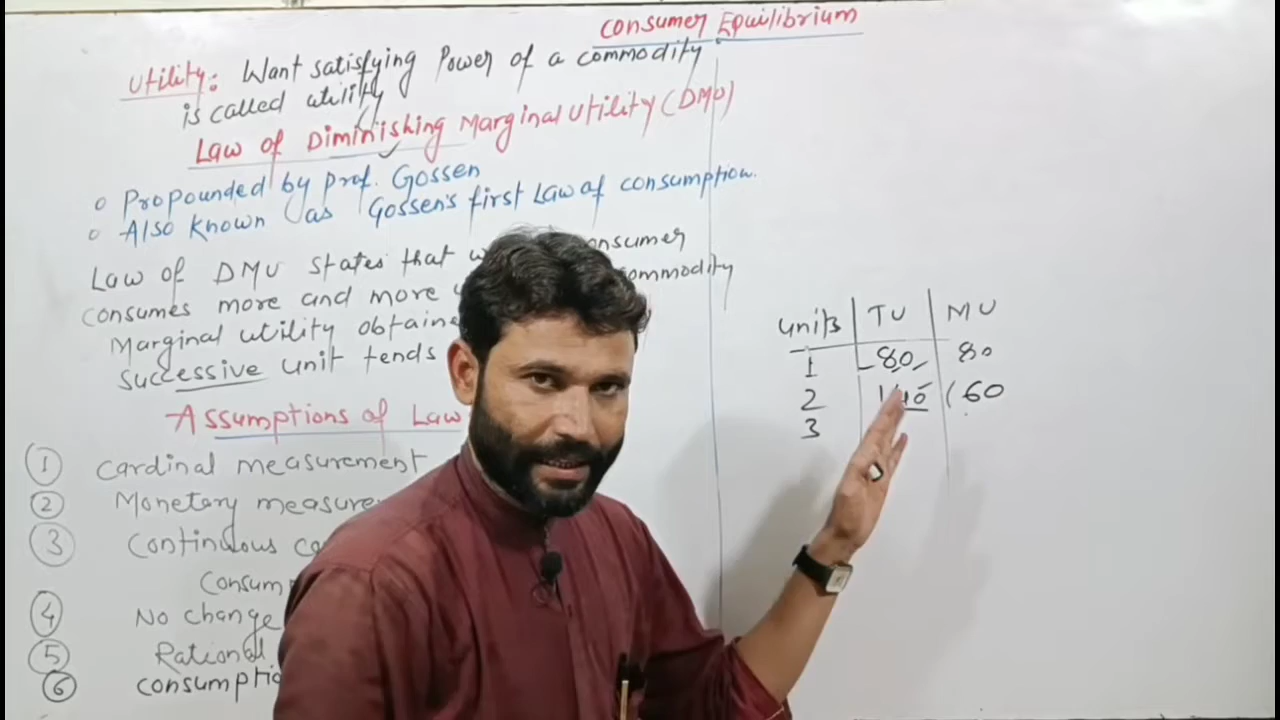 Consumer Equilibrium
Utility: Want satisfying Power of a commodity
is called utility
Law of Diminishing Marginal Utility (DMU)
Propounded by Prof. Gossen
Also Known as Gossen's first Law of consumption.
Law of DMU States that onsumer
consumes more and more ommodity
Marginal utility obtaine
successive unit tends
Assumptions of Law
1 Cardinal measurement
2 Monetary measure
3 Continuous co
Consum
4 No change
5 Rational
6 consumptio
units TU MU
1 80 80
2 140 60
3